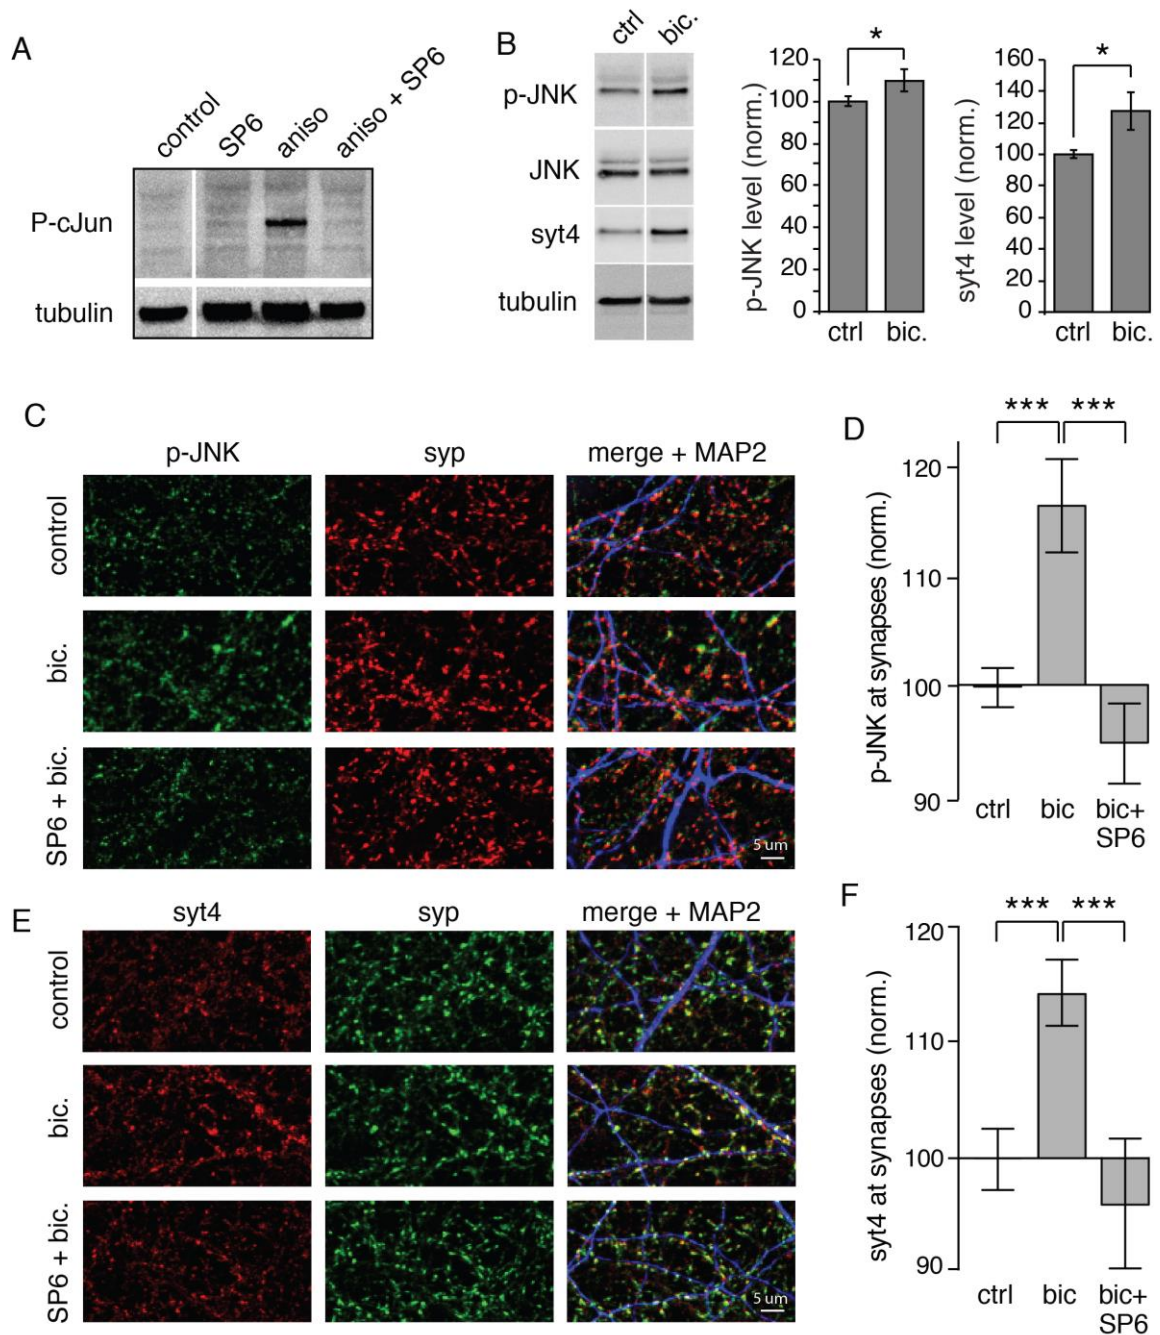 A
control
SP6
aniso
aniso + SP6
P-cJun
tubulin
B
ctrl
bic.
p-JNK
JNK
syt4
tubulin
p-JNK level (norm.)
120
100
80
60
40
20
0
*
ctrl
bic.
syt4 level (norm.)
160
140
120
100
80
60
40
20
0
*
ctrl
bic.
C
p-JNK
syp
merge + MAP2
control
bic.
SP6 + bic.
5 um
D
*** ***
p-JNK at synapses (norm.)
120
110
100
90
ctrl
bic
bic+
SP6
E
syt4
syp
merge + MAP2
control
bic.
SP6 + bic.
5 um
F
*** ***
syt4 at synapses (norm.)
120
110
100
90
ctrl
bic
bic+
SP6